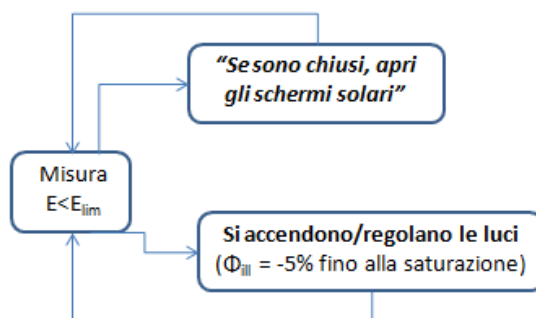 “Se sono chiusi, apri
gli schermi solari”
Misura
E<Elim
Si accendono/regolano le luci
(Φill = -5% fino alla saturazione)